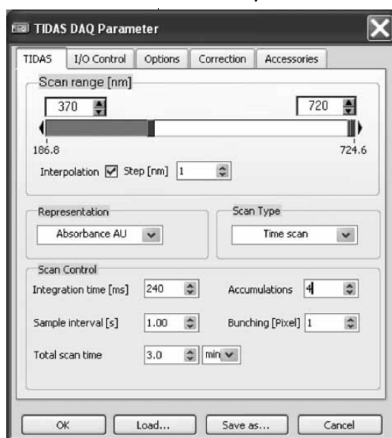 TIDAS DAQ Parameter
TIDAS I/O Control Options Correction Accessories
Scan range [nm]
370 720
186.8 724.6
Interpolation Step [nm] 1
Representation Scan Type
Absorbance AU Time scan
Scan Control
Integration time [ms] 240 Accumulations 4
Sample interval [s] 1.00 Bunching [Pixel] 1
Total scan time 3.0 min
OK Load... Save as... Cancel